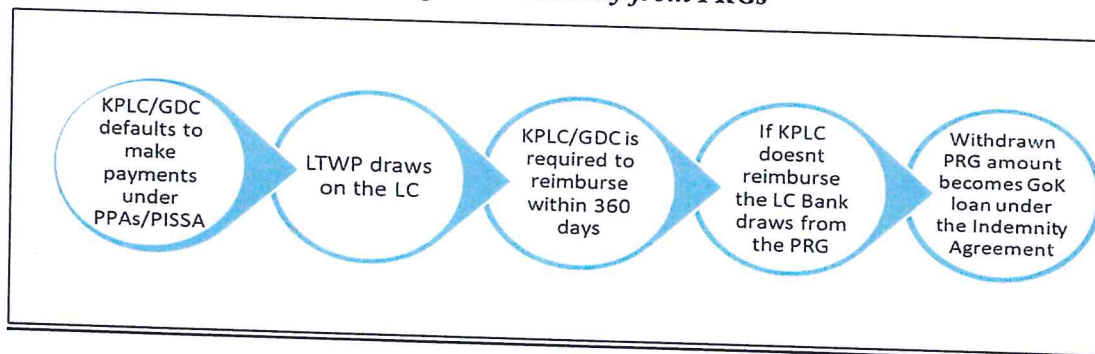 from PRGs
KPLC/GDC
defaults to
make
payments
under
PPAs/PISSA
LTWP draws
on the LC
KPLC/GDC is
required to
reimburse
within 360
days
If KPLC
doesnt
reimburse
the LC Bank
draws from
the PRG
Withdrawn
PRG amount
becomes GoK
loan under
the Indemnity
Agreement